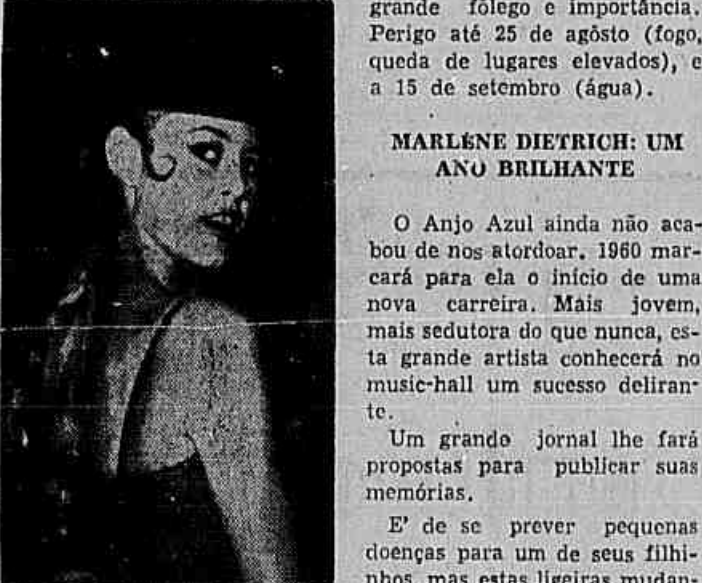 grande fôlego e importância.
Perigo até 25 de agôsto (fogo,
queda de lugares elevados), e
a 15 de setembro (água).
MARLÈNE DIETRICH: UM
ANO BRILHANTE
O Anjo Azul ainda não aca-
bou de nos atordoar. 1960 mar-
cará para ela o início de uma
nova carreira. Mais jovem,
mais sedutora do que nunca, es-
ta grande artista conhecerá no
music-hall um sucesso deliran-
te.
Um grande jornal lhe fará
propostas para publicar suas
memórias.
E' de se prever pequenas
doenças para um de seus filhi-
nhos, mas estas ligeiras mudan-